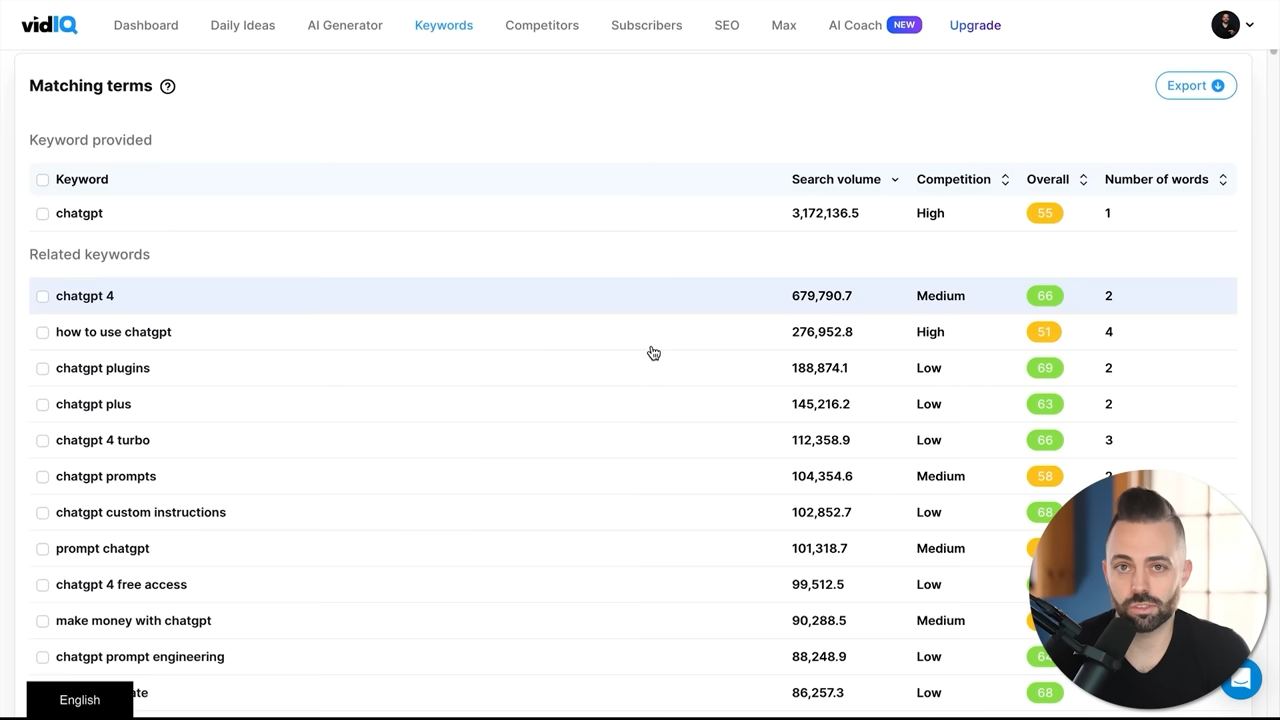 vidIQ Dashboard Daily Ideas AI Generator Keywords Competitors Subscribers SEO Max AI Coach NEW Upgrade
Matching terms ? Export
Keyword provided
Keyword Search volume Competition Overall Number of words
chatgpt 3,172,136.5 High 55 1
Related keywords
chatgpt 4 679,790.7 Medium 66 2
how to use chatgpt 276,952.8 High 51 4
chatgpt plugins 188,874.1 Low 69 2
chatgpt plus 145,216.2 Low 63 2
chatgpt 4 turbo 112,358.9 Low 66 3
chatgpt prompts 104,354.6 Medium 58
chatgpt custom instructions 102,852.7 Low 68
prompt chatgpt 101,318.7 Medium
chatgpt 4 free access 99,512.5 Low
make money with chatgpt 90,288.5 Medium
chatgpt prompt engineering 88,248.9 Low
86,257.3 Low 68
English